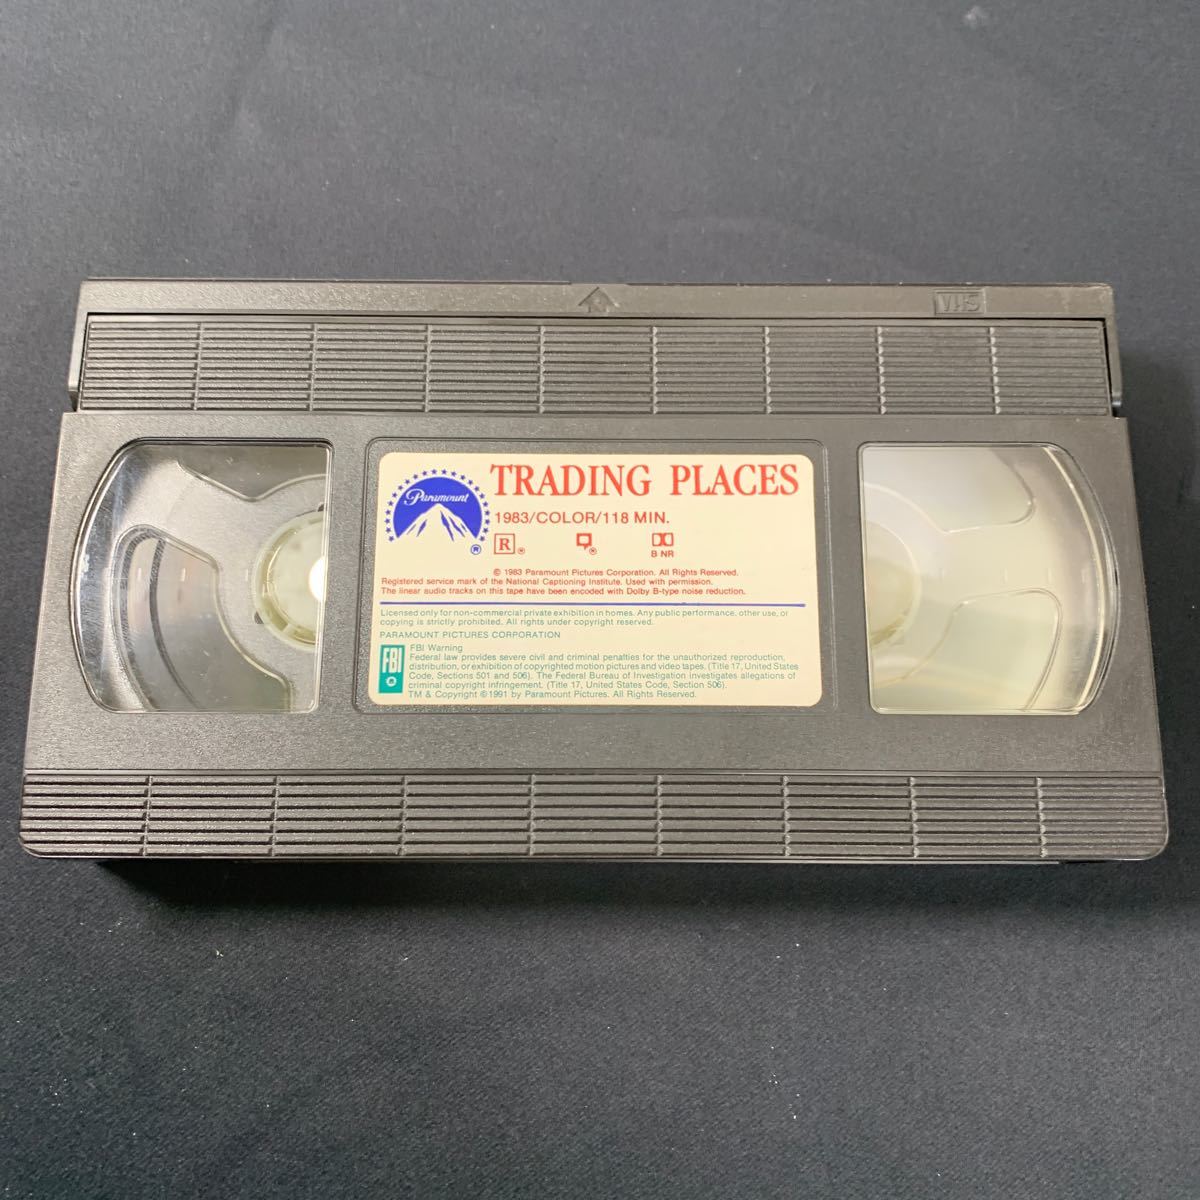 VHS
Paramount
®
TRADING PLACES
1983/COLOR/118 MIN.
R ® ®
B NR
© 1983 Paramount Pictures Corporation. All Rights Reserved.
Registered service mark of the National Captioning Institute. Used with permission.
The linear audio tracks on this tape have been encoded with Dolby B-type noise reduction.
Licensed only for non-commercial private exhibition in homes. Any public performance, other use, or
copying is strictly prohibited. All rights under copyright reserved.
PARAMOUNT PICTURES CORPORATION
FBI
FBI Warning
Federal law provides severe civil and criminal penalties for the unauthorized reproduction,
distribution, or exhibition of copyrighted motion pictures and video tapes. (Title 17, United States
Code, Sections 501 and 506). The Federal Bureau of Investigation investigates allegations of
criminal copyright infringement. (Title 17, United States Code, Section 506).
TM & Copyright © 1991 by Paramount Pictures. All Rights Reserved.